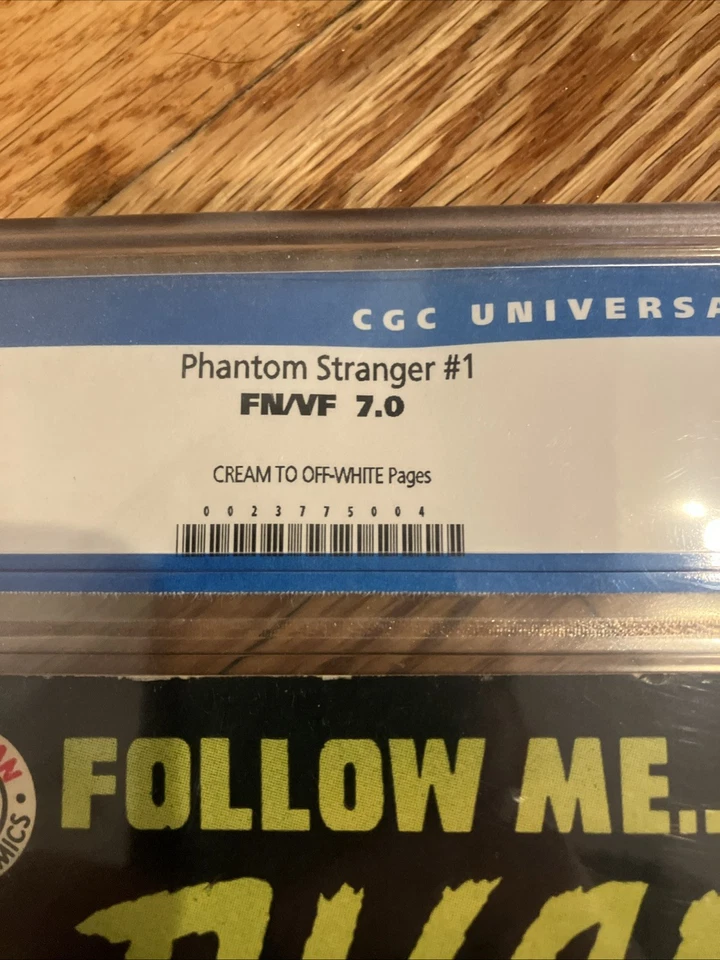 CGC UNIVERSA
Phantom Stranger #1
FN/VF 7.0
CREAM TO OFF-WHITE Pages
0023775004
FOLLOW ME..